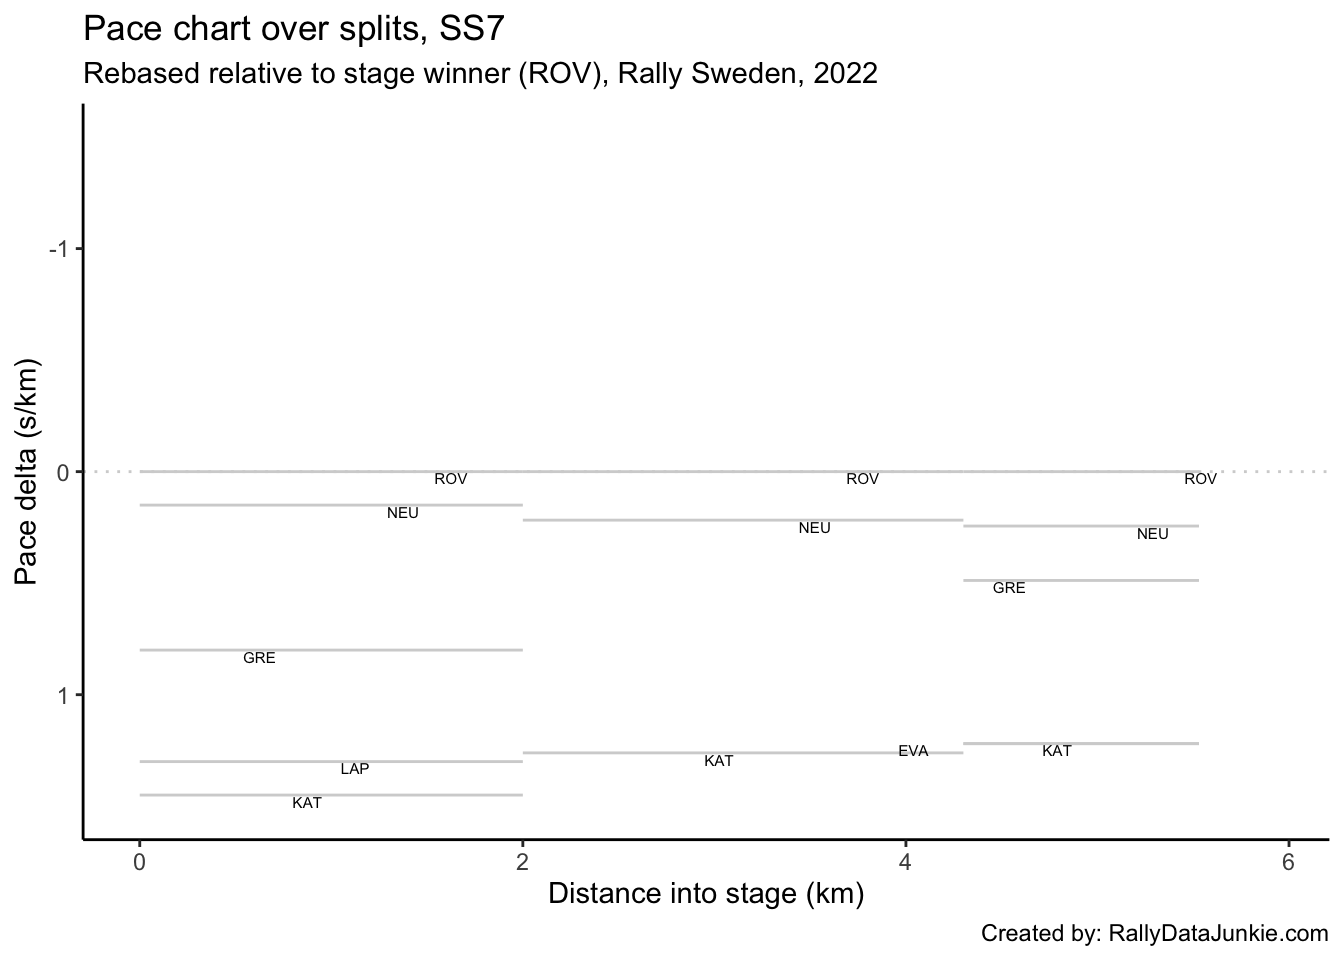 Pace chart over splits, SS7
Rebased relative to stage winner (ROV), Rally Sweden, 2022
Pace delta (s/km)
-1
0
1
ROV
ROV
ROV
NEU
NEU
NEU
GRE
GRE
EVA
KAT
KAT
LAP
KAT
0
2
4
6
Distance into stage (km)
Created by: RallyDataJunkie.com